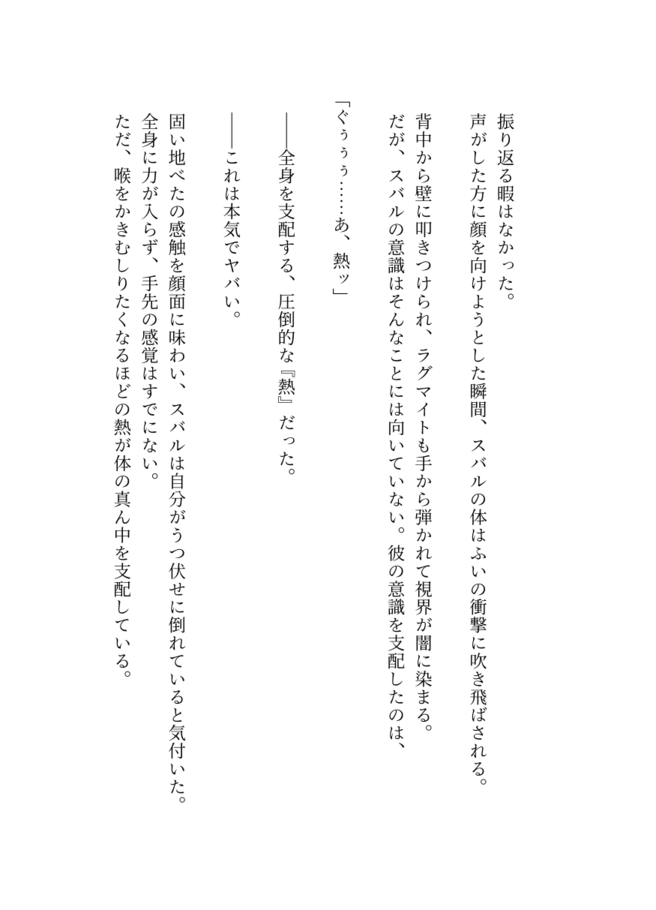 振り返る暇はなかった。
声がした方に顔を向けようとした瞬間、スバルの体はふいの衝撃に吹き飛ばされる。
背中から壁に叩きつけられ、ラグマイトも手から弾かれて視界が闇に染まる。
だが、スバルの意識はそんなことには向いていない。彼の意識を支配したのは、
「ぐぅぅぅ……あ、熱ッ」
――全身を支配する、圧倒的な『熱』だった。
――これは本気でヤバい。
固い地べたの感触を顔面に味わい、スバルは自分がうつ伏せに倒れていると気付いた。
全身に力が入らず、手先の感覚はすでにない。
ただ、喉をかきむしりたくなるほどの熱が体の真ん中を支配している。